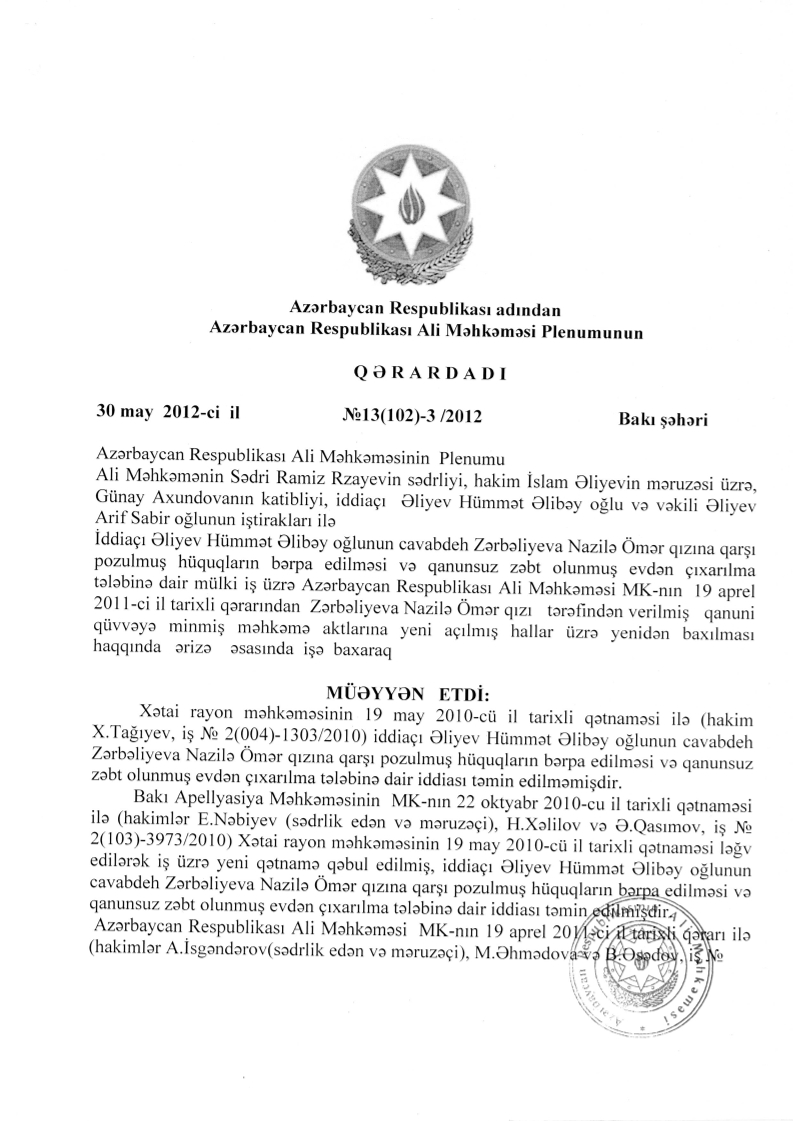 Azərbaycan Respublikası adından
Azərbaycan Respublikası Ali Məhkəməsi Plenumunun
Q Ə R A R D A D I
30 may 2012-ci il №13(102)-3 /2012 Bakı şəhəri
Azərbaycan Respublikası Ali Məhkəməsinin Plenumu
Ali Məhkəmənin Sədri Ramiz Rzayevin sədrliyi, hakim İslam Əliyevin məruzəsi üzrə,
Günay Axundovanın katibliyi, iddiaçı Əliyev Hümmət Əlibəy oğlu və vəkili Əliyev
Arif Sabir oğlunun iştirakları ilə
İddiaçı Əliyev Hümmət Əlibəy oğlunun cavabdeh Zərbəliyeva Nazilə Ömər qızına qarşı
pozulmuş hüquqların bərpa edilməsi və qanunsuz zəbt olunmuş evdən çıxarılma
tələbinə dair mülki iş üzrə Azərbaycan Respublikası Ali Məhkəməsi MK-nın 19 aprel
2011-ci il tarixli qərarından Zərbəliyeva Nazilə Ömər qızı tərəfindən verilmiş qanuni
qüvvəyə minmiş məhkəmə aktlarına yeni açılmış hallar üzrə yenidən baxılması
haqqında ərizə əsasında işə baxaraq
MÜƏYYƏN ETDİ:
Xətai rayon məhkəməsinin 19 may 2010-cü il tarixli qətnaməsi ilə (hakim
X.Tağıyev, iş № 2(004)-1303/2010) iddiaçı Əliyev Hümmət Əlibəy oğlunun cavabdeh
Zərbəliyeva Nazilə Ömər qızına qarşı pozulmuş hüquqların bərpa edilməsi və qanunsuz
zəbt olunmuş evdən çıxarılma tələbinə dair iddiası təmin edilməmişdir.
Bakı Apellyasiya Məhkəməsinin MK-nın 22 oktyabr 2010-cu il tarixli qətnaməsi
ilə (hakimlər E.Nəbiyev (sədrlik edən və məruzəçi), H.Xəlilov və Ə.Qasımov, iş №
2(103)-3973/2010) Xətai rayon məhkəməsinin 19 may 2010-cü il tarixli qətnaməsi ləğv
edilərək iş üzrə yeni qətnamə qəbul edilmiş, iddiaçı Əliyev Hümmət Əlibəy oğlunun
cavabdeh Zərbəliyeva Nazilə Ömər qızına qarşı pozulmuş hüquqların bərpa edilməsi və
qanunsuz zəbt olunmuş evdən çıxarılma tələbinə dair iddiası təmin edilmişdir.
Azərbaycan Respublikası Ali Məhkəməsi MK-nın 19 aprel 2011-ci il tarixli qərarı ilə
(hakimlər A.İsgəndərov(sədrlik edən və məruzəçi), M.Əhmədova və B.Əsədov, iş №
Azərbaycan Respublikası Ali Məhkəməsi